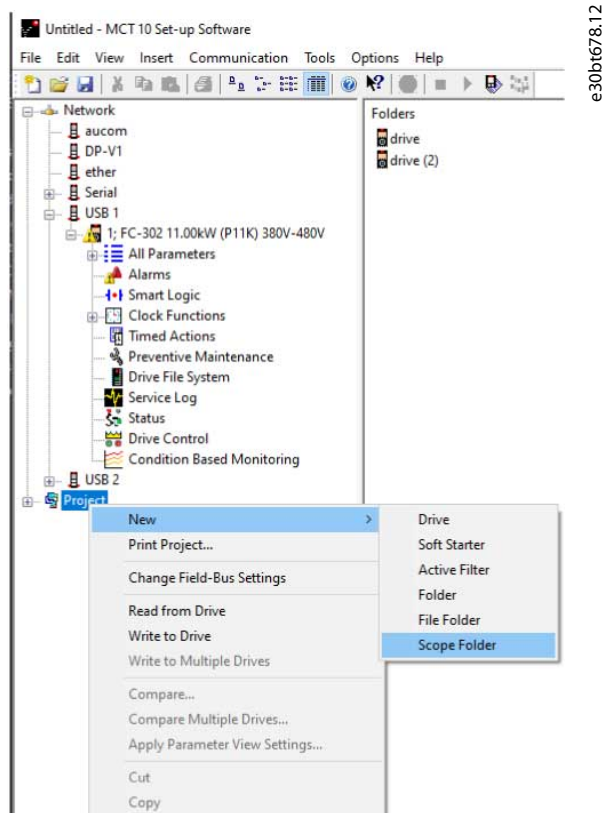 Untitled - MCT 10 Set-up Software
File Edit View Insert Communication Tools Options Help
Network
aucom
DP-V1
ether
Serial
USB 1
1; FC-302 11.00kW (P11K) 380V-480V
All Parameters
Alarms
Smart Logic
Clock Functions
Timed Actions
Preventive Maintenance
Drive File System
Service Log
Status
Drive Control
Condition Based Monitoring
USB 2
Project
Folders
drive
drive (2)
New
Print Project...
Change Field-Bus Settings
Read from Drive
Write to Drive
Write to Multiple Drives
Compare...
Compare Multiple Drives...
Apply Parameter View Settings...
Cut
Copy
Drive
Soft Starter
Active Filter
Folder
File Folder
Scope Folder
e30bt678.12